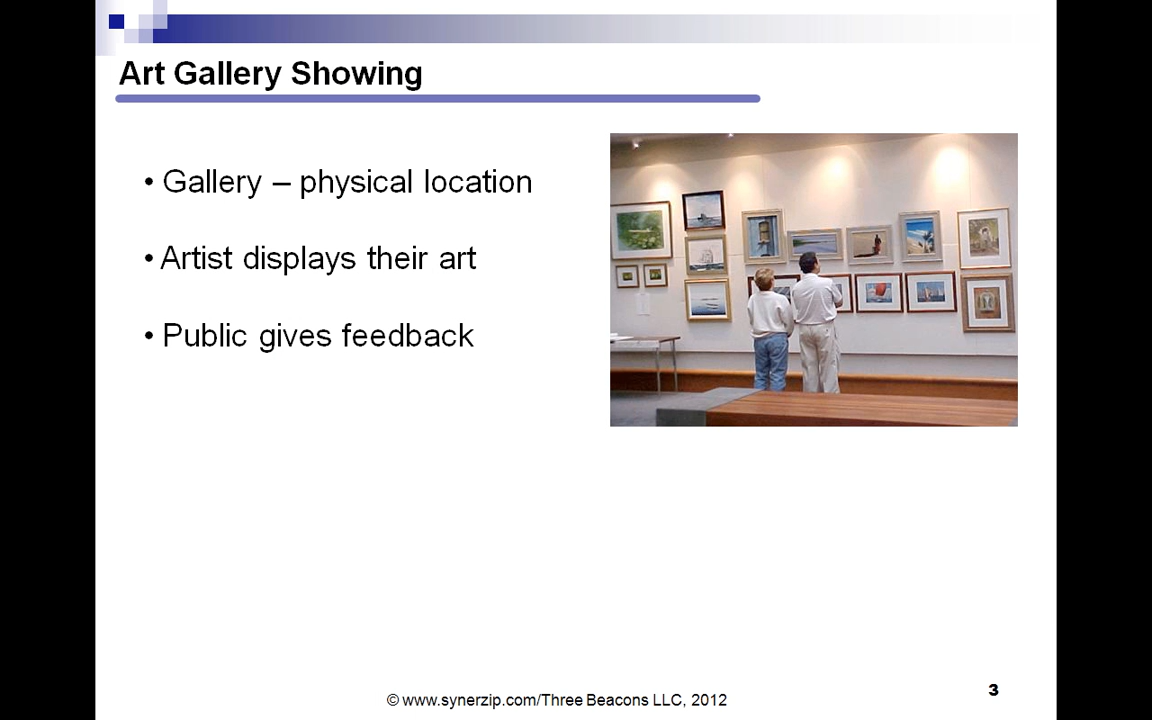 Art Gallery Showing
• Gallery – physical location
• Artist displays their art
• Public gives feedback
© www.synerzip.com/Three Beacons LLC, 2012
3